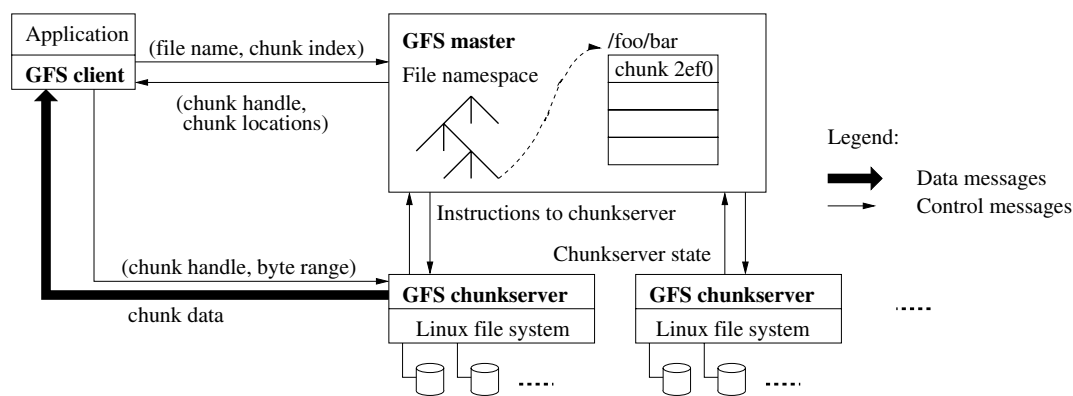 Application
GFS client
(file name, chunk index)
(chunk handle,
chunk locations)
GFS master
File namespace
/foo/bar
chunk 2ef0
Legend:
Data messages
Control messages
Instructions to chunkserver
Chunkserver state
(chunk handle, byte range)
chunk data
GFS chunkserver
Linux file system
GFS chunkserver
Linux file system